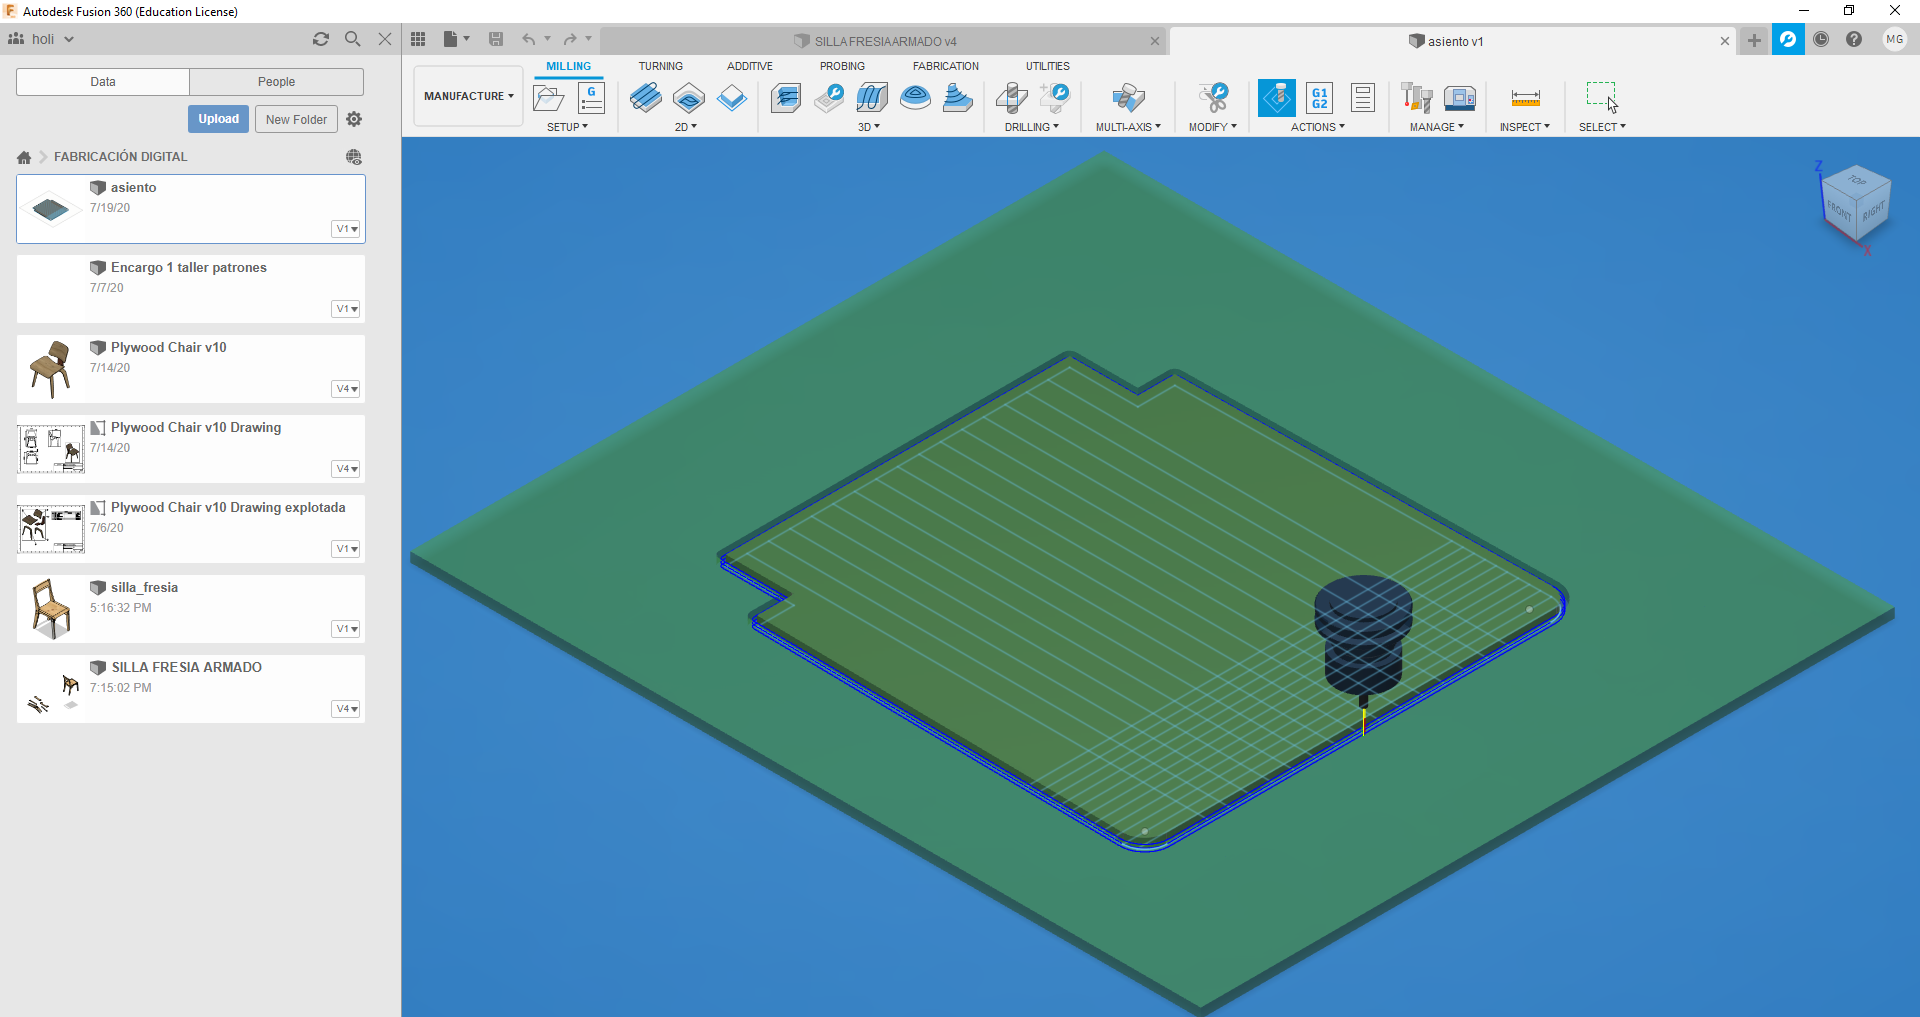 Autodesk Fusion 360 (Education License)
holi
SILLA FRESIA ARMADO v4
asiento v1
MG
Data
People
MILLING
TURNING
ADDITIVE
PROBING
FABRICATION
UTILITIES
MANUFACTURE
G
G1
G2
SETUP
2D
3D
DRILLING
MULTI-AXIS
MODIFY
ACTIONS
MANAGE
INSPECT
SELECT
Upload
New Folder
FABRICACIÓN DIGITAL
asiento
7/19/20
V1
Encargo 1 taller patrones
7/7/20
V1
Plywood Chair v10
7/14/20
V4
Plywood Chair v10 Drawing
7/14/20
V4
Plywood Chair v10 Drawing explotada
7/6/20
V1
silla_fresia
5:16:32 PM
V1
SILLA FRESIA ARMADO
7:15:02 PM
V4
Z
TOP
FRONT
RIGHT
X